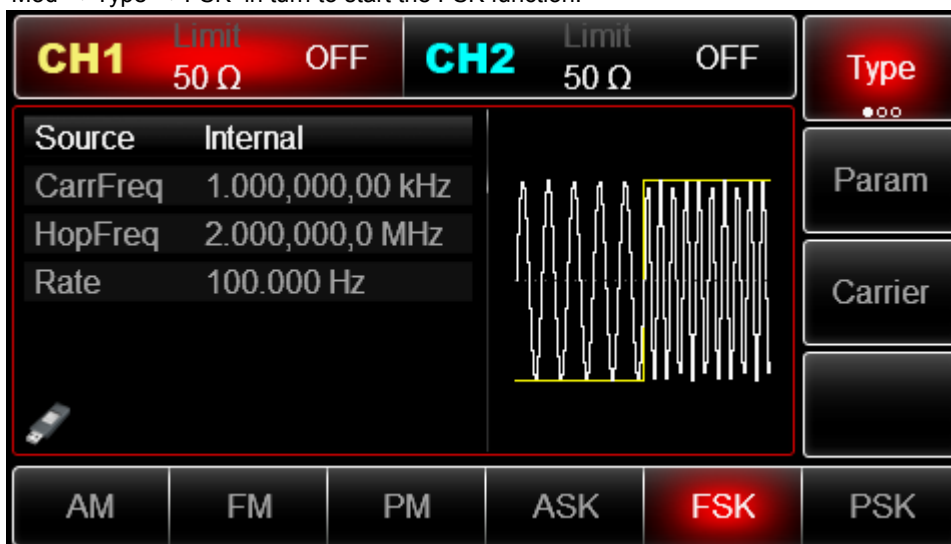 Mod → Type → FSK in turn to start the FSK function.
CH1 Limit 50 Ω OFF CH2 Limit 50 Ω OFF
Type
Source Internal
CarrFreq 1.000,000,00 kHz
HopFreq 2.000,000,0 MHz
Rate 100.000 Hz
Param
Carrier
AM FM PM ASK FSK PSK